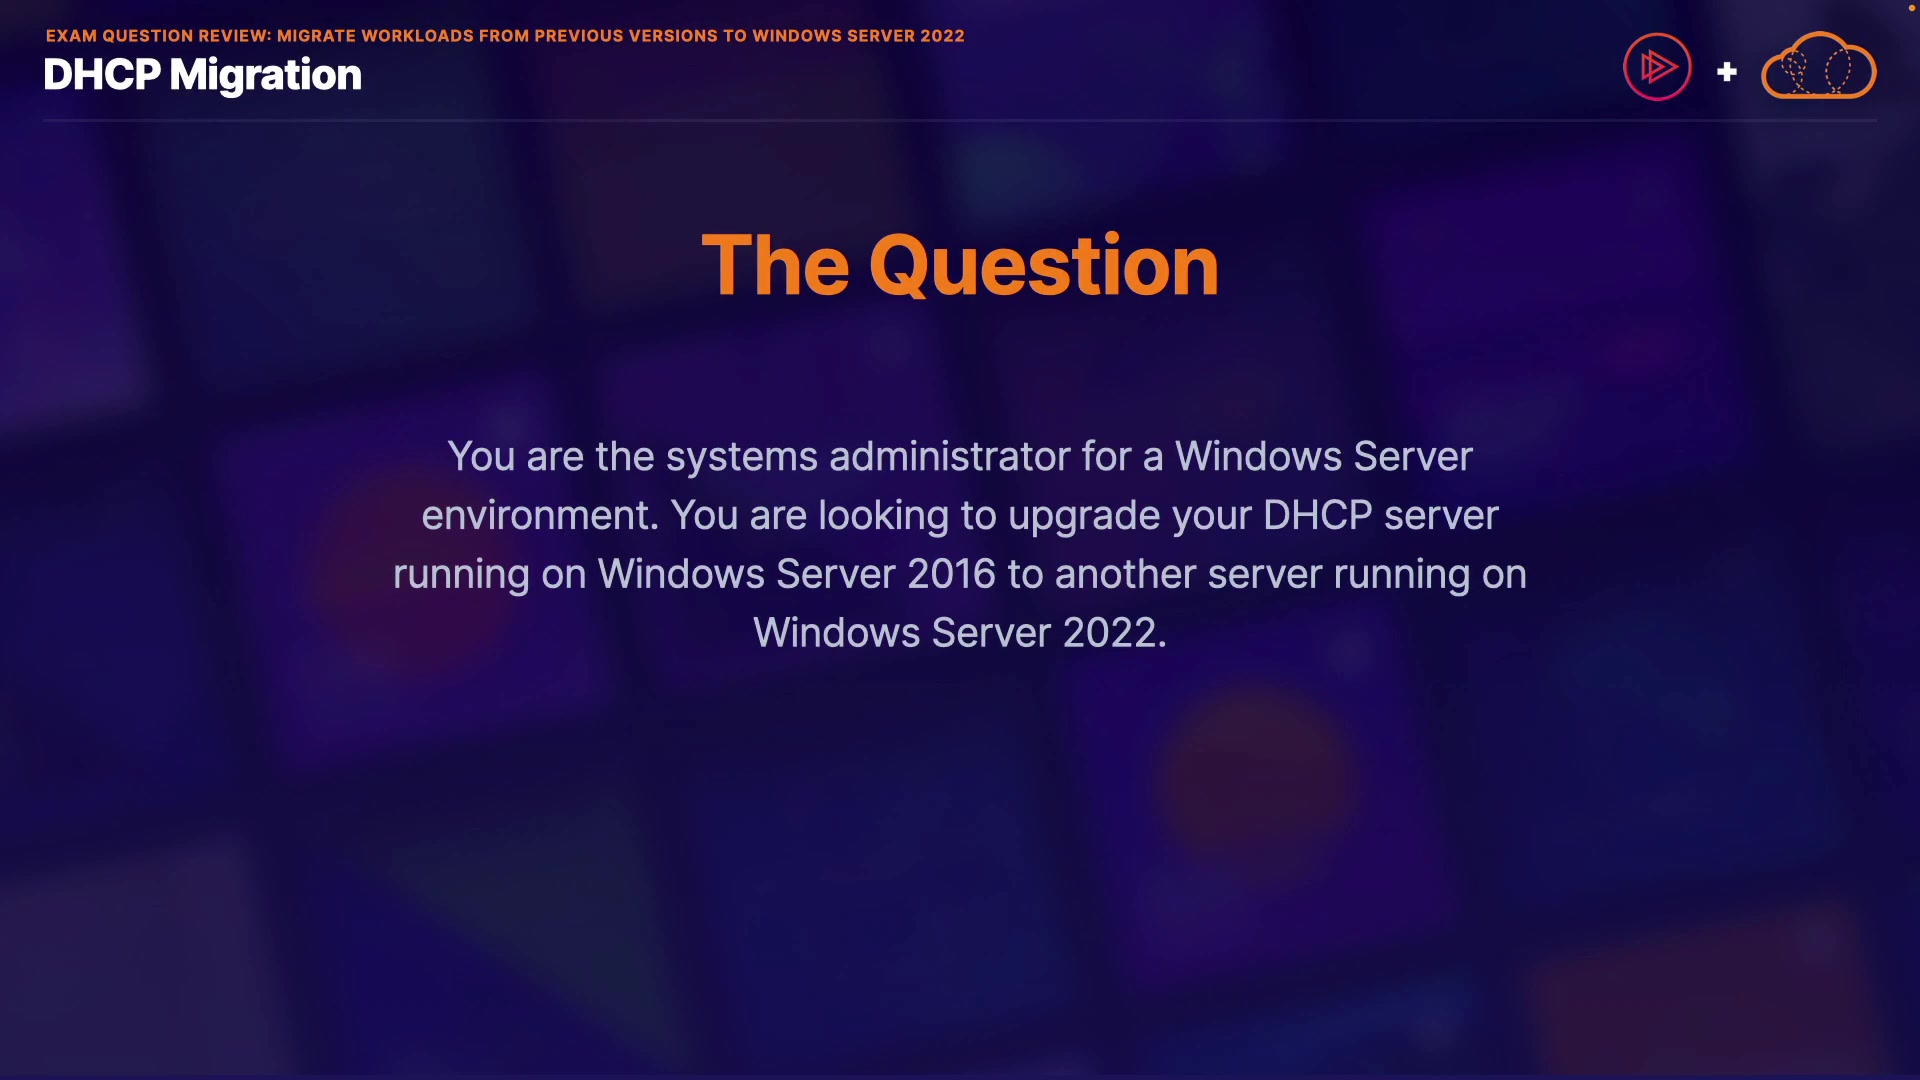 EXAM QUESTION REVIEW: MIGRATE WORKLOADS FROM PREVIOUS VERSIONS TO WINDOWS SERVER 2022
DHCP Migration
The Question
You are the systems administrator for a Windows Server
environment. You are looking to upgrade your DHCP server
running on Windows Server 2016 to another server running on
Windows Server 2022.